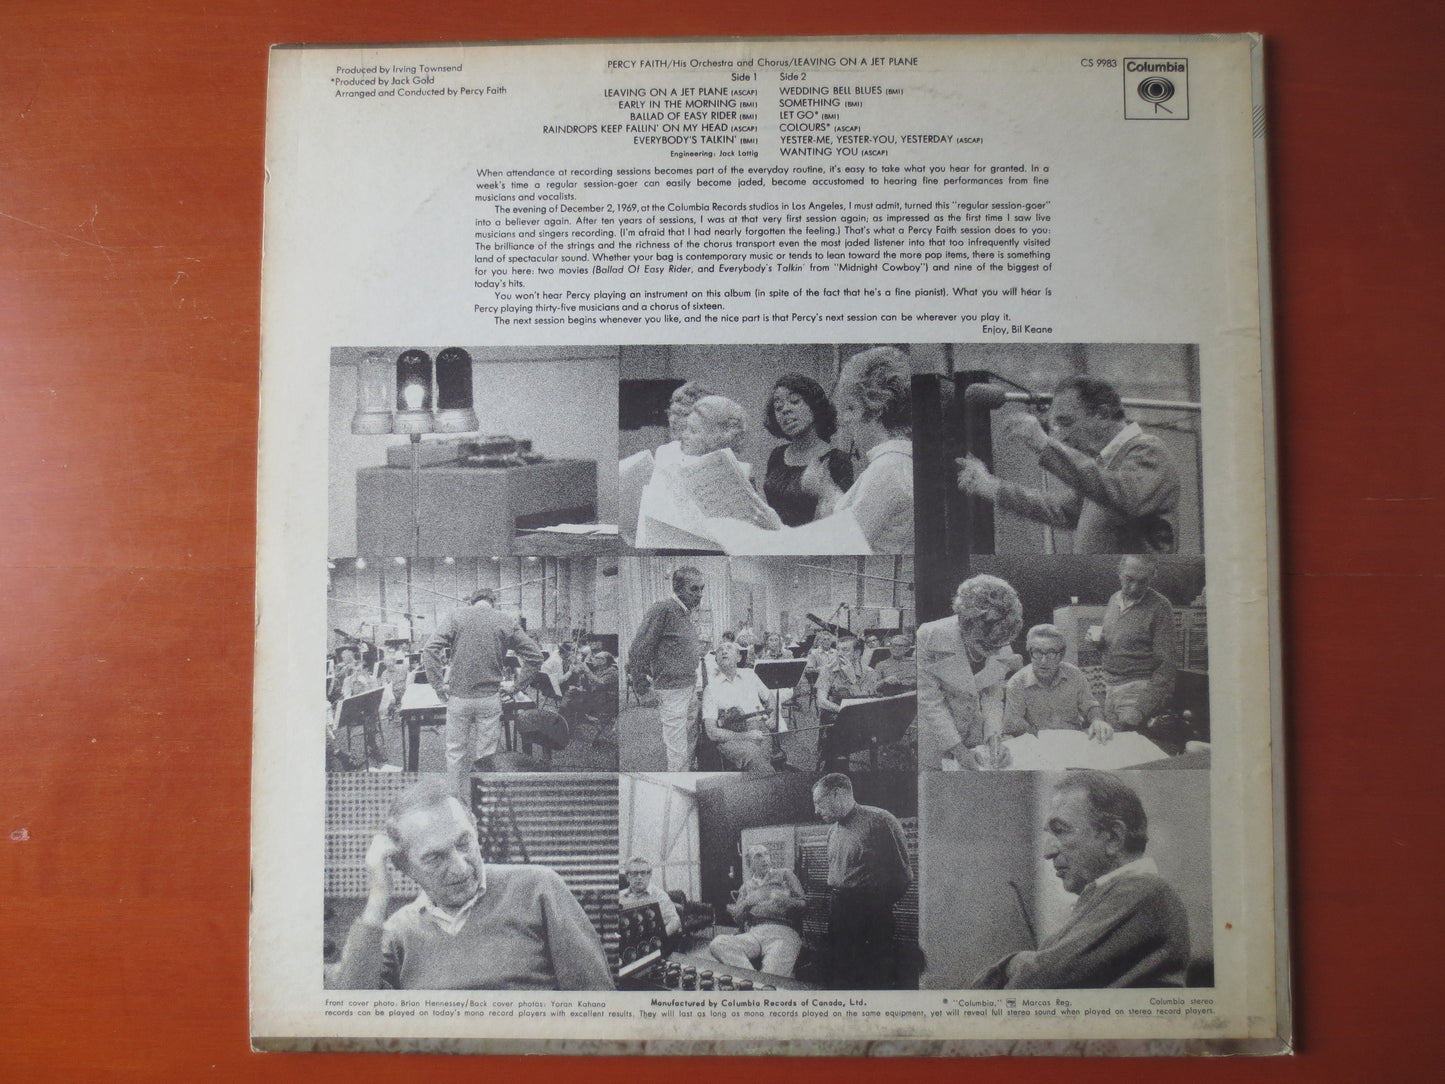 PERCY FAITH/His Orchestra and Chorus/LEAVING ON A JET PLANE
CS 9983
Columbia
Produced by Irving Townsend
*Produced by Jack Gold
Arranged and Conducted by Percy Faith
Side 1
LEAVING ON A JET PLANE (ASCAP)
EARLY IN THE MORNING (BMI)
BALLAD OF EASY RIDER (BMI)
RAINDROPS KEEP FALLIN' ON MY HEAD (ASCAP)
EVERYBODY'S TALKIN' (BMI)
Engineering: Jack Lattig
Side 2
WEDDING BELL BLUES (BMI)
SOMETHING (BMI)
LET GO* (BMI)
COLOURS* (ASCAP)
YESTER-ME, YESTER-YOU, YESTERDAY (ASCAP)
WANTING YOU (ASCAP)
When attendance at recording sessions becomes part of the everyday routine, it's easy to take what you hear for granted. In a
week's time a regular session-goer can easily become jaded, become accustomed to hearing fine performances from fine
musicians and vocalists.
The evening of December 2, 1969, at the Columbia Records studios in Los Angeles, I must admit, turned this "regular session-goer"
into a believer again. After ten years of sessions, I was at that very first session again; as impressed as the first time I saw live
musicians and singers recording. (I'm afraid that I had nearly forgotten the feeling.) That's what a Percy Faith session does to you:
The brilliance of the strings and the richness of the chorus transport even the most jaded listener into that too infrequently visited
land of spectacular sound. Whether your bag is contemporary music or tends to lean toward the more pop items, there is something
for you here: two movies (Ballad Of Easy Rider, and Everybody's Talkin' from "Midnight Cowboy") and nine of the biggest of
today's hits.
You won't hear Percy playing an instrument on this album (in spite of the fact that he's a fine pianist). What you will hear is
Percy playing thirty-five musicians and a chorus of sixteen.
The next session begins whenever you like, and the nice part is that Percy's next session can be wherever you play it.
Enjoy, Bil Keane
Front cover photo: Brian Hennessey/Back cover photos: Yoran Kahana
Manufactured by Columbia Records of Canada, Ltd.
® "Columbia," Marcas Reg.
Columbia stereo
records can be played on today's mono record players with excellent results. They will last as long as mono records played on the same equipment, yet will reveal full stereo sound when played on stereo record players.